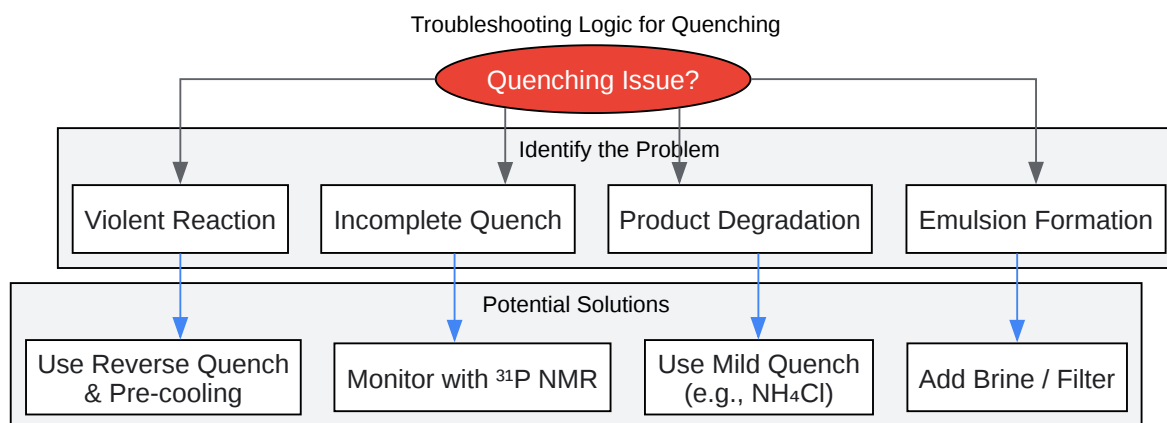 Troubleshooting Logic for Quenching
Quenching Issue?
Identify the Problem
Violent Reaction
Incomplete Quench
Product Degradation
Emulsion Formation
Potential Solutions
Use Reverse Quench
& Pre-cooling
Monitor with ³¹P NMR
Use Mild Quench
(e.g., NH₄Cl)
Add Brine / Filter